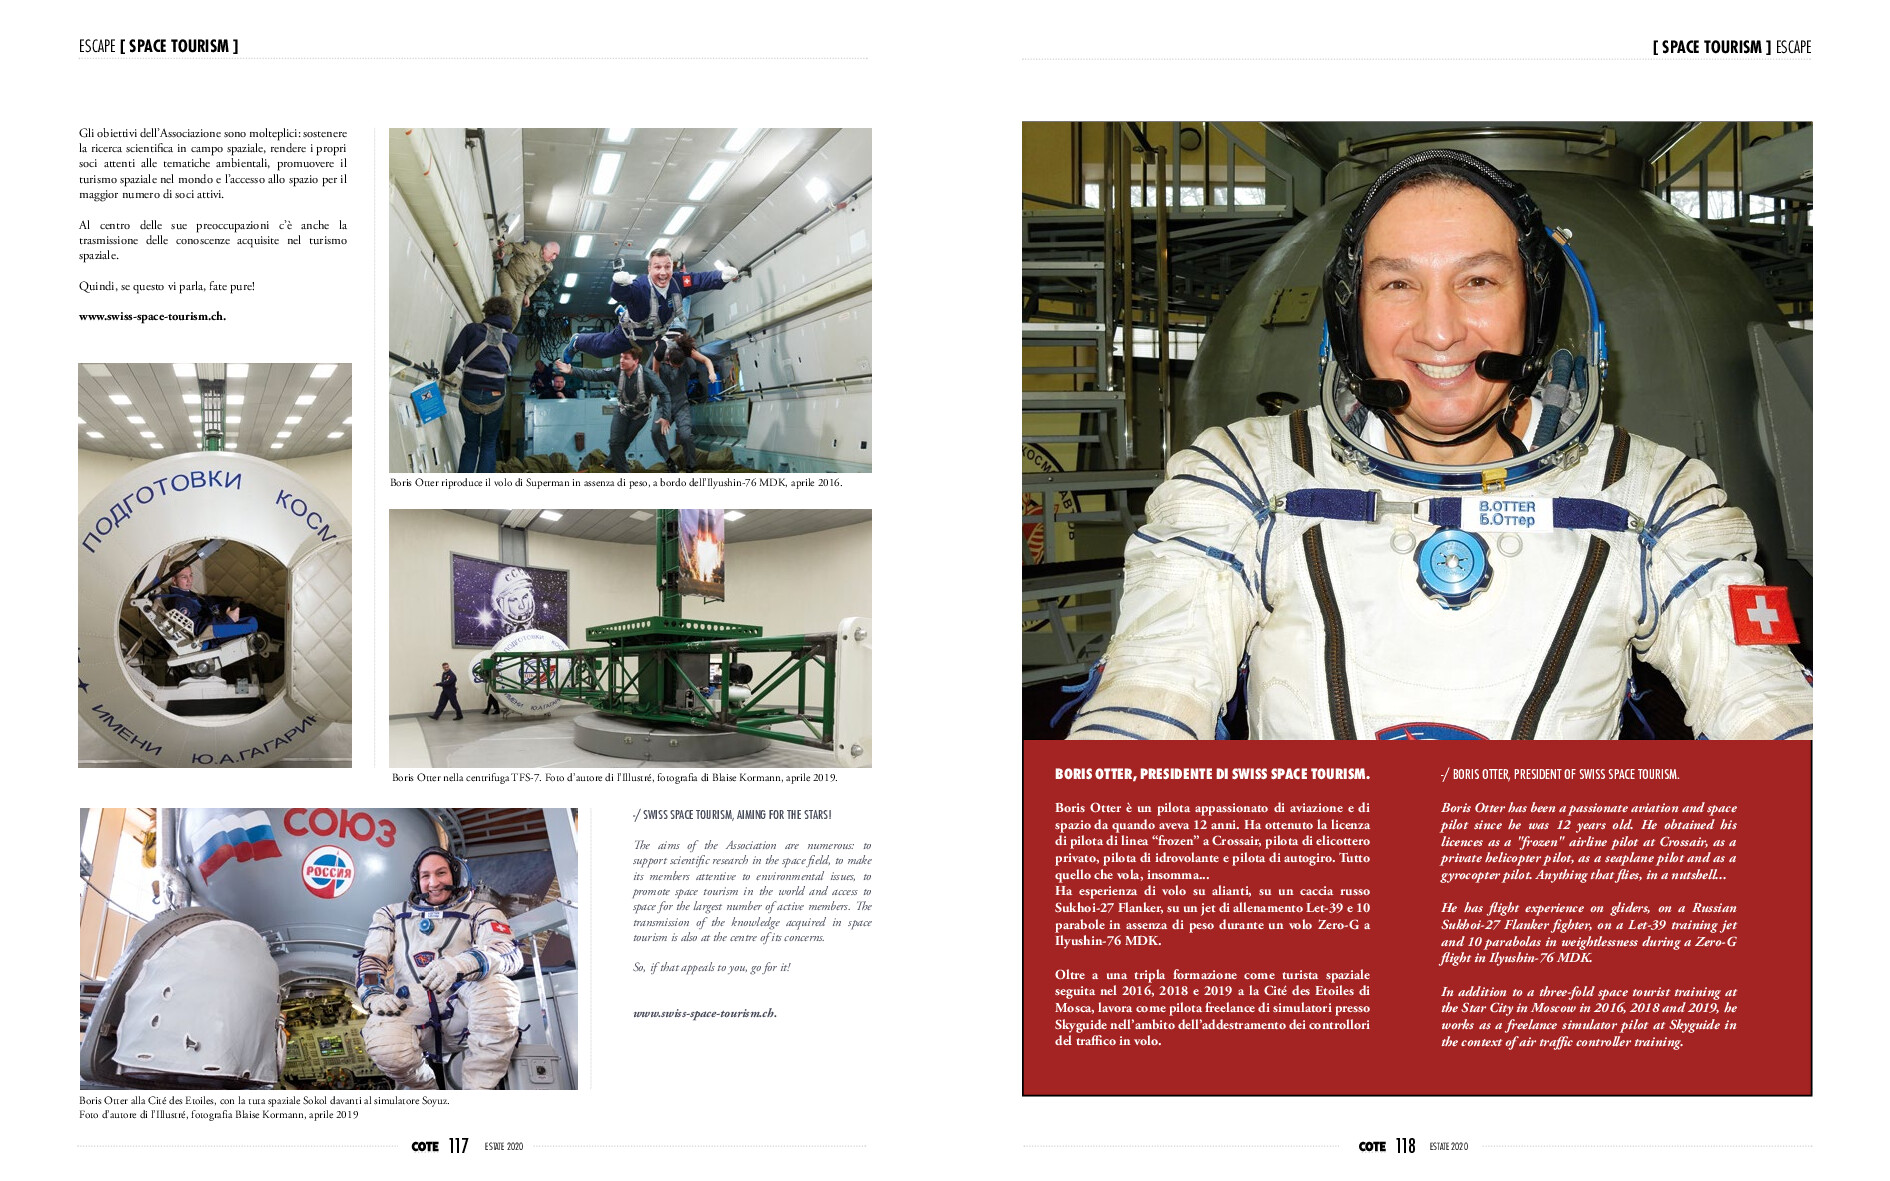 ESCAPE [ SPACE TOURISM ]
Gli obiettivi dell'Associazione sono molteplici: sostenere
la ricerca scientifica in campo spaziale, rendere i propri
soci attenti alle tematiche ambientali, promuovere il
turismo spaziale nel mondo e l'accesso allo spazio per il
maggior numero di soci attivi.
Al centro delle sue preoccupazioni c'è anche la
trasmissione delle conoscenze acquisite nel turismo
spaziale.
Quindi, se questo vi parla, fate pure!
www.swiss-space-tourism.ch.
ПОДГОТОВКИ КОСМ
ИМЕНИ Ю.А.ГАГАРИН
Boris Otter riproduce il volo di Superman in assenza di peso, a bordo dell'Ilyushin-76 MDK, aprile 2016.
СССР
ПОДГОТОВКИ КОСМ
ИМЕНИ Ю.А.ГАГАРИ
Boris Otter nella centrifuga TFS-7. Foto d'autore di l'Illustré, fotografia di Blaise Kormann, aprile 2019.
СОЮЗ
РОССИЯ
Boris Otter alla Cité des Etoiles, con la tuta spaziale Sokol davanti al simulatore Soyuz.
Foto d'autore di l'Illustré, fotografia Blaise Kormann, aprile 2019
-/ SWISS SPACE TOURISM, AIMING FOR THE STARS!
The aims of the Association are numerous: to
support scientific research in the space field, to make
its members attentive to environmental issues, to
promote space tourism in the world and access to
space for the largest number of active members. The
transmission of the knowledge acquired in space
tourism is also at the centre of its concerns.
So, if that appeals to you, go for it!
www.swiss-space-tourism.ch.
COTE 117 ESTATE 2020
[ SPACE TOURISM ] ESCAPE
КОСМ
B.OTTER
Б.Оттер
BORIS OTTER, PRESIDENTE DI SWISS SPACE TOURISM.
Boris Otter è un pilota appassionato di aviazione e di
spazio da quando aveva 12 anni. Ha ottenuto la licenza
di pilota di linea “frozen” a Crossair, pilota di elicottero
privato, pilota di idrovolante e pilota di autogiro. Tutto
quello che vola, insomma...
Ha esperienza di volo su alianti, su un caccia russo
Sukhoi-27 Flanker, su un jet di allenamento Let-39 e 10
parabole in assenza di peso durante un volo Zero-G a
Ilyushin-76 MDK.
Oltre a una tripla formazione come turista spaziale
seguita nel 2016, 2018 e 2019 a la Cité des Etoiles di
Mosca, lavora come pilota freelance di simulatori presso
Skyguide nell'ambito dell'addestramento dei controllori
del traffico in volo.
-/ BORIS OTTER, PRESIDENT OF SWISS SPACE TOURISM.
Boris Otter has been a passionate aviation and space
pilot since he was 12 years old. He obtained his
licences as a "frozen" airline pilot at Crossair, as a
private helicopter pilot, as a seaplane pilot and as a
gyrocopter pilot. Anything that flies, in a nutshell...
He has flight experience on gliders, on a Russian
Sukhoi-27 Flanker fighter, on a Let-39 training jet
and 10 parabolas in weightlessness during a Zero-G
flight in Ilyushin-76 MDK.
In addition to a three-fold space tourist training at
the Star City in Moscow in 2016, 2018 and 2019, he
works as a freelance simulator pilot at Skyguide in
the context of air traffic controller training.
COTE 118 ESTATE 2020